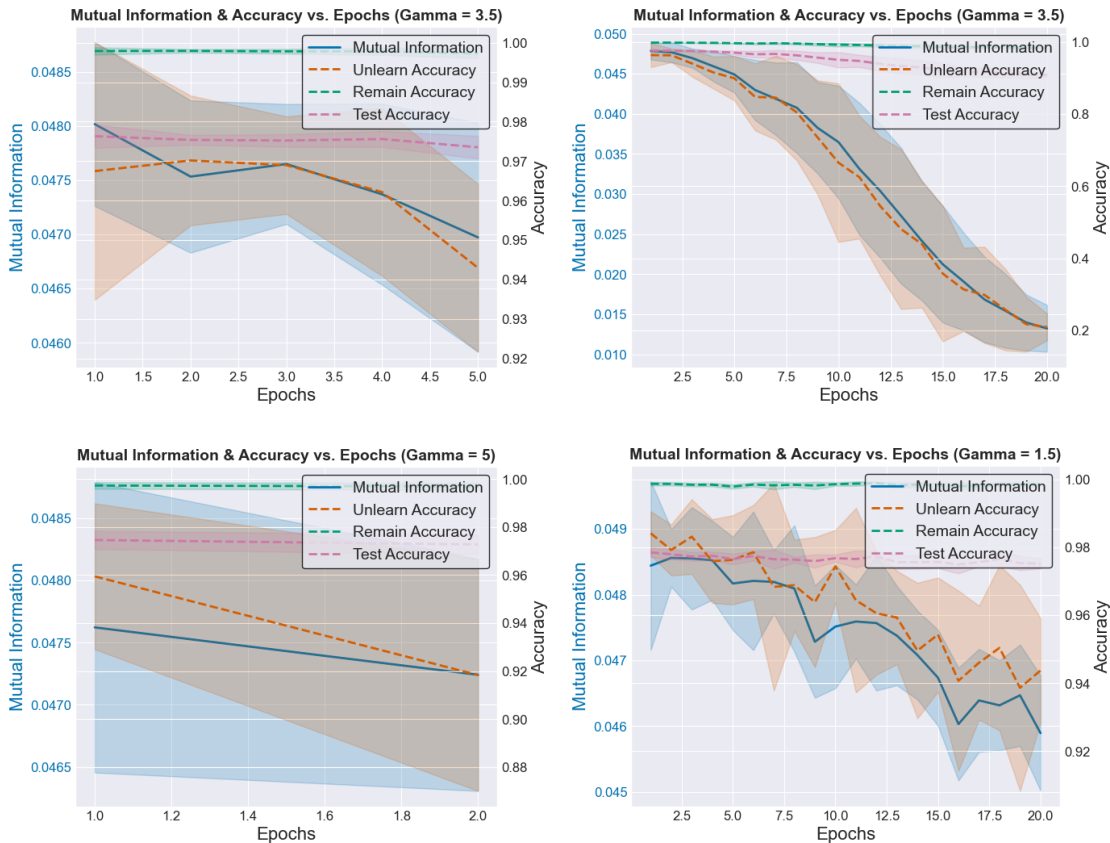 Mutual Information & Accuracy vs. Epochs (Gamma = 3.5)
Mutual Information
Unlearn Accuracy
Remain Accuracy
Test Accuracy
Mutual Information
0.0485
0.0480
0.0475
0.0470
0.0465
0.0460
1.00
0.99
0.98
0.97
0.96
0.95
0.94
0.93
0.92
Accuracy
1.0 1.5 2.0 2.5 3.0 3.5 4.0 4.5 5.0
Epochs
Mutual Information & Accuracy vs. Epochs (Gamma = 3.5)
Mutual Information
Unlearn Accuracy
Remain Accuracy
Test Accuracy
Mutual Information
0.050
0.045
0.040
0.035
0.030
0.025
0.020
0.015
0.010
1.0
0.8
0.6
0.4
0.2
Accuracy
2.5 5.0 7.5 10.0 12.5 15.0 17.5 20.0
Epochs
Mutual Information & Accuracy vs. Epochs (Gamma = 5)
Mutual Information
Unlearn Accuracy
Remain Accuracy
Test Accuracy
Mutual Information
0.0485
0.0480
0.0475
0.0470
0.0465
1.00
0.98
0.96
0.94
0.92
0.90
0.88
Accuracy
1.0 1.2 1.4 1.6 1.8 2.0
Epochs
Mutual Information & Accuracy vs. Epochs (Gamma = 1.5)
Mutual Information
Unlearn Accuracy
Remain Accuracy
Test Accuracy
Mutual Information
0.049
0.048
0.047
0.046
0.045
1.00
0.98
0.96
0.94
0.92
Accuracy
2.5 5.0 7.5 10.0 12.5 15.0 17.5 20.0
Epochs